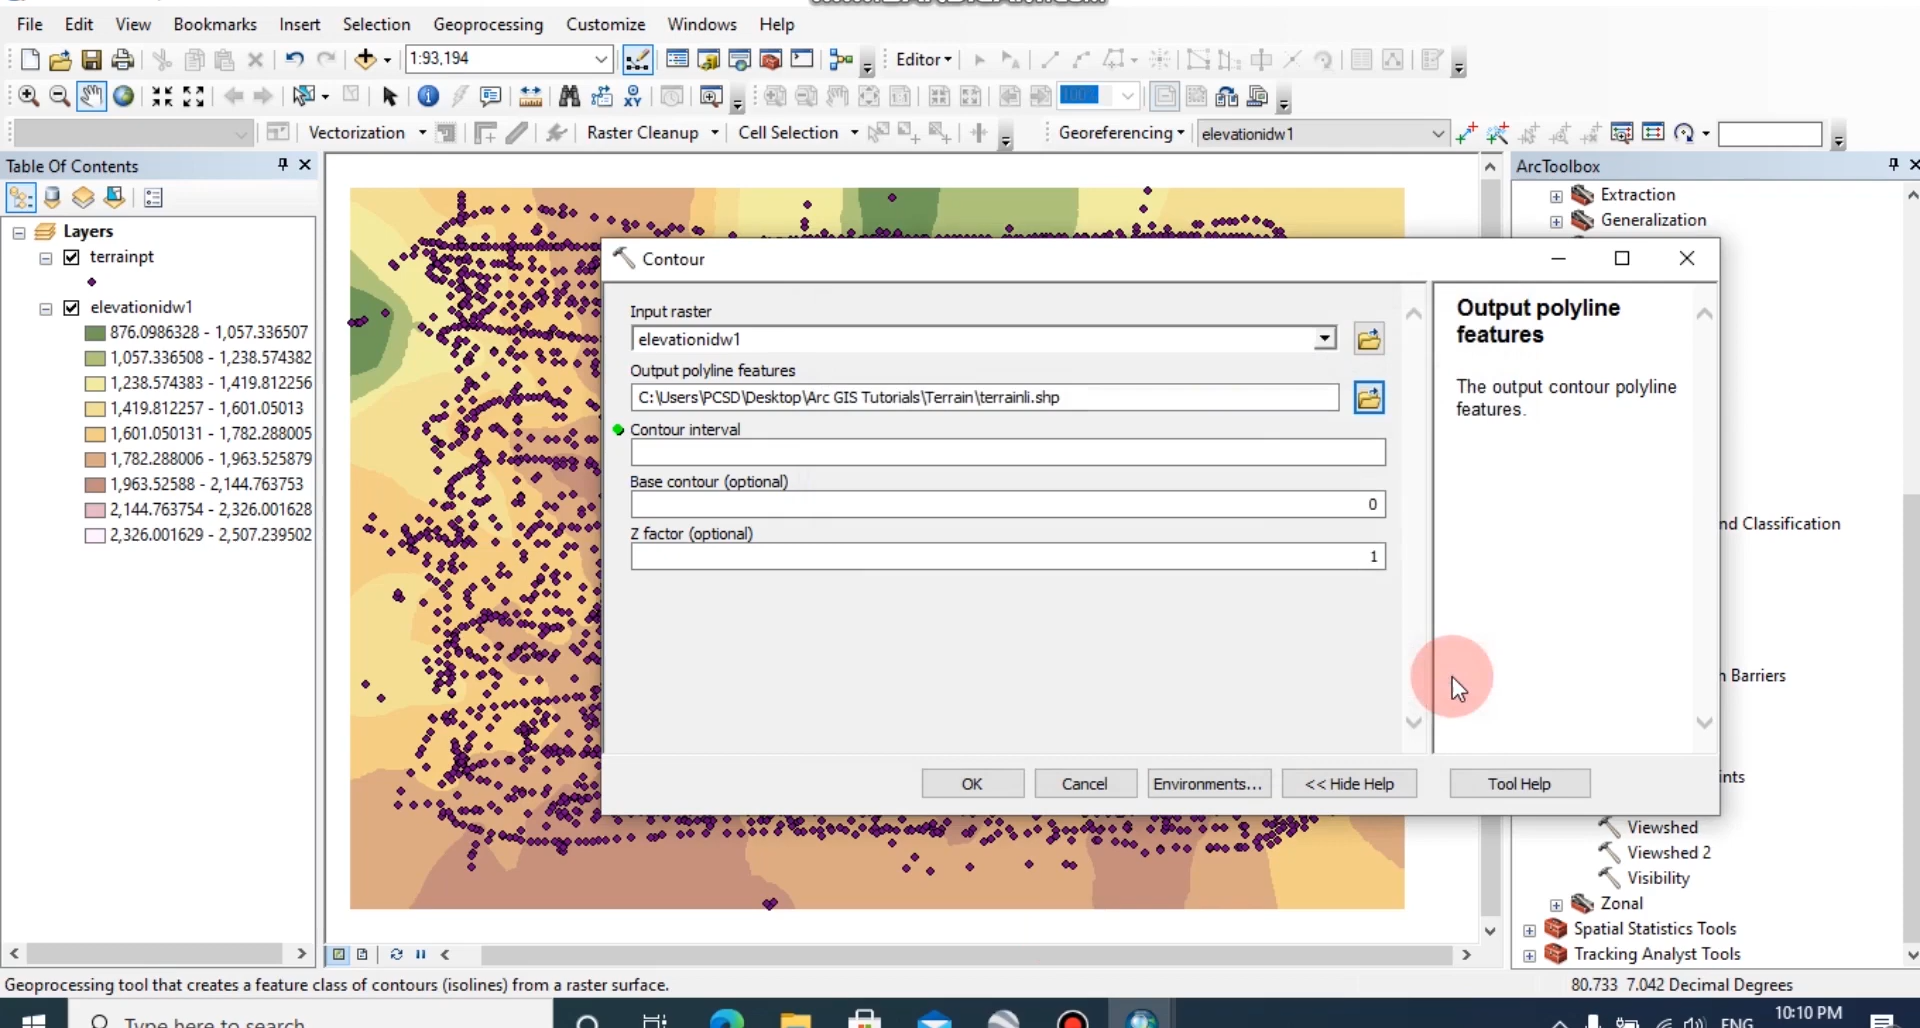 File Edit View Bookmarks Insert Selection Geoprocessing Customize Windows Help
1:93,194
Editor
100%
Vectorization Raster Cleanup Cell Selection Georeferencing elevationidw1
Table Of Contents
Layers
terrainpt
elevationidw1
876.0986328 - 1,057.336507
1,057.336508 - 1,238.574382
1,238.574383 - 1,419.812256
1,419.812257 - 1,601.05013
1,601.050131 - 1,782.288005
1,782.288006 - 1,963.525879
1,963.52588 - 2,144.763753
2,144.763754 - 2,326.001628
2,326.001629 - 2,507.239502
Contour
Input raster
elevationidw1
Output polyline features
C:\Users\PCSD\Desktop\Arc GIS Tutorials\Terrain\terrainli.shp
Contour interval
Base contour (optional)
0
Z factor (optional)
1
OK Cancel Environments... << Hide Help Tool Help
Output polyline
features
The output contour polyline
features.
ArcToolbox
Extraction
Generalization
nd Classification
Barriers
ints
Viewshed
Viewshed 2
Visibility
Zonal
Spatial Statistics Tools
Tracking Analyst Tools
Geoprocessing tool that creates a feature class of contours (isolines) from a raster surface.
80.733 7.042 Decimal Degrees
Type here to search
ENG
10:10 PM